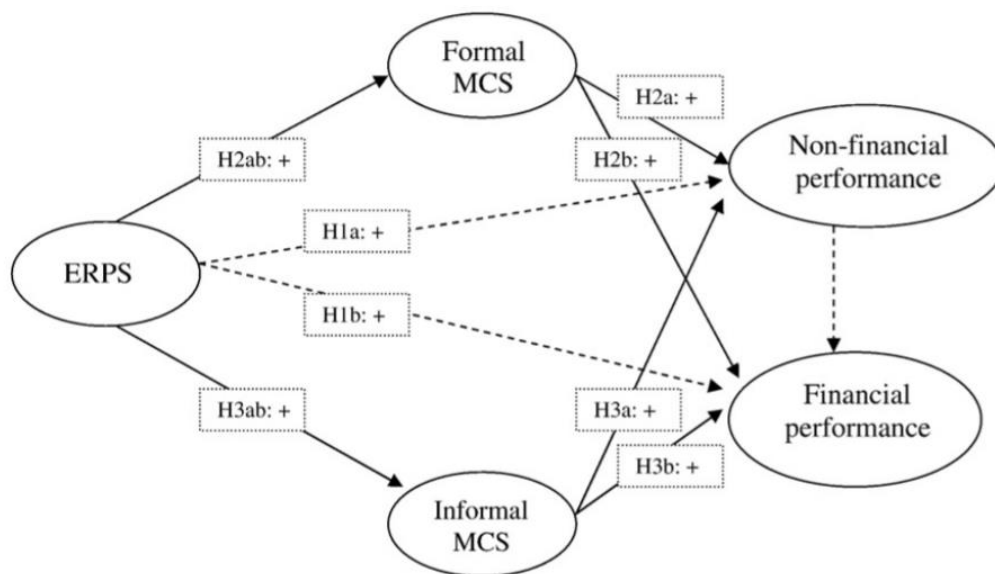 Formal
MCS
H2a: +
H2ab: +
H2b: +
Non-financial
performance
H1a: +
ERPS
H1b: +
H3ab: +
H3a: +
Financial
performance
H3b: +
Informal
MCS